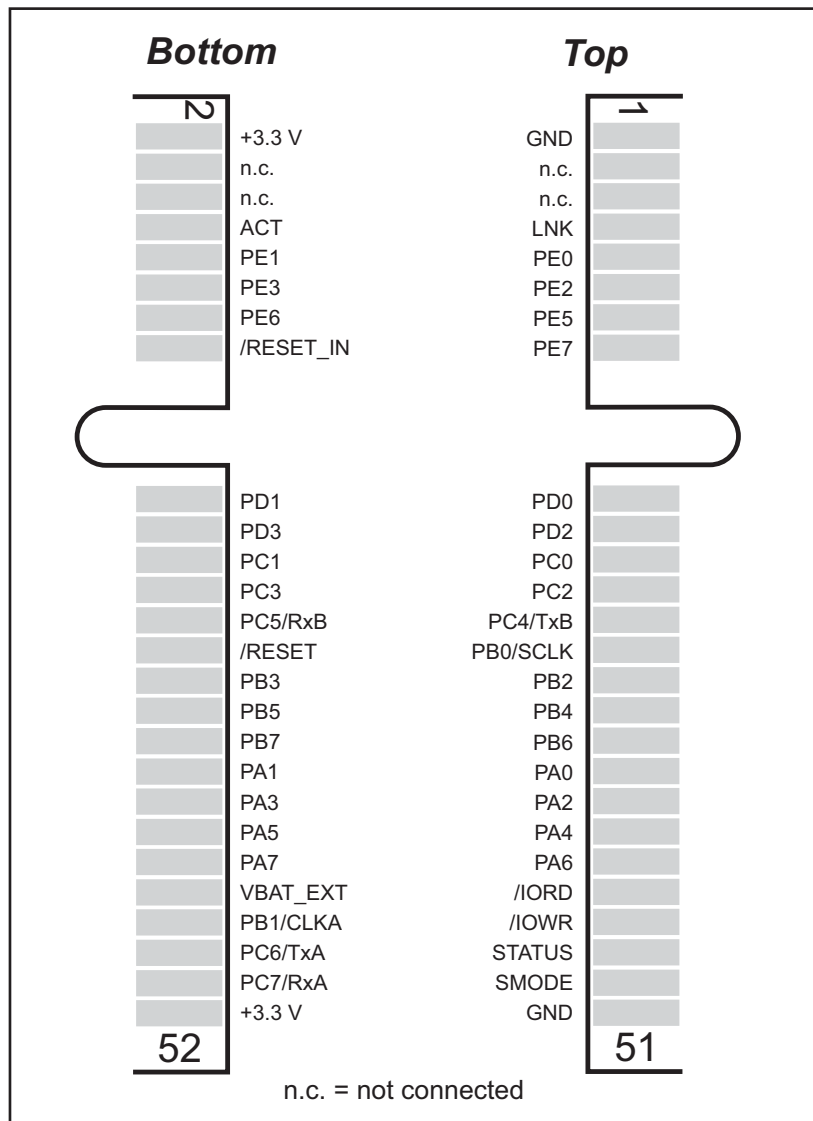 Bottom Top
2 1
+3.3 V GND
n.c. n.c.
n.c. n.c.
ACT LNK
PE1 PE0
PE3 PE2
PE6 PE5
/RESET_IN PE7
PD1 PD0
PD3 PD2
PC1 PC0
PC3 PC2
PC5/RxB PC4/TxB
/RESET PB0/SCLK
PB3 PB2
PB5 PB4
PB7 PB6
PA1 PA0
PA3 PA2
PA5 PA4
PA7 PA6
VBAT_EXT /IORD
PB1/CLKA /IOWR
PC6/TxA STATUS
PC7/RxA SMODE
+3.3 V GND
52 51
n.c. = not connected